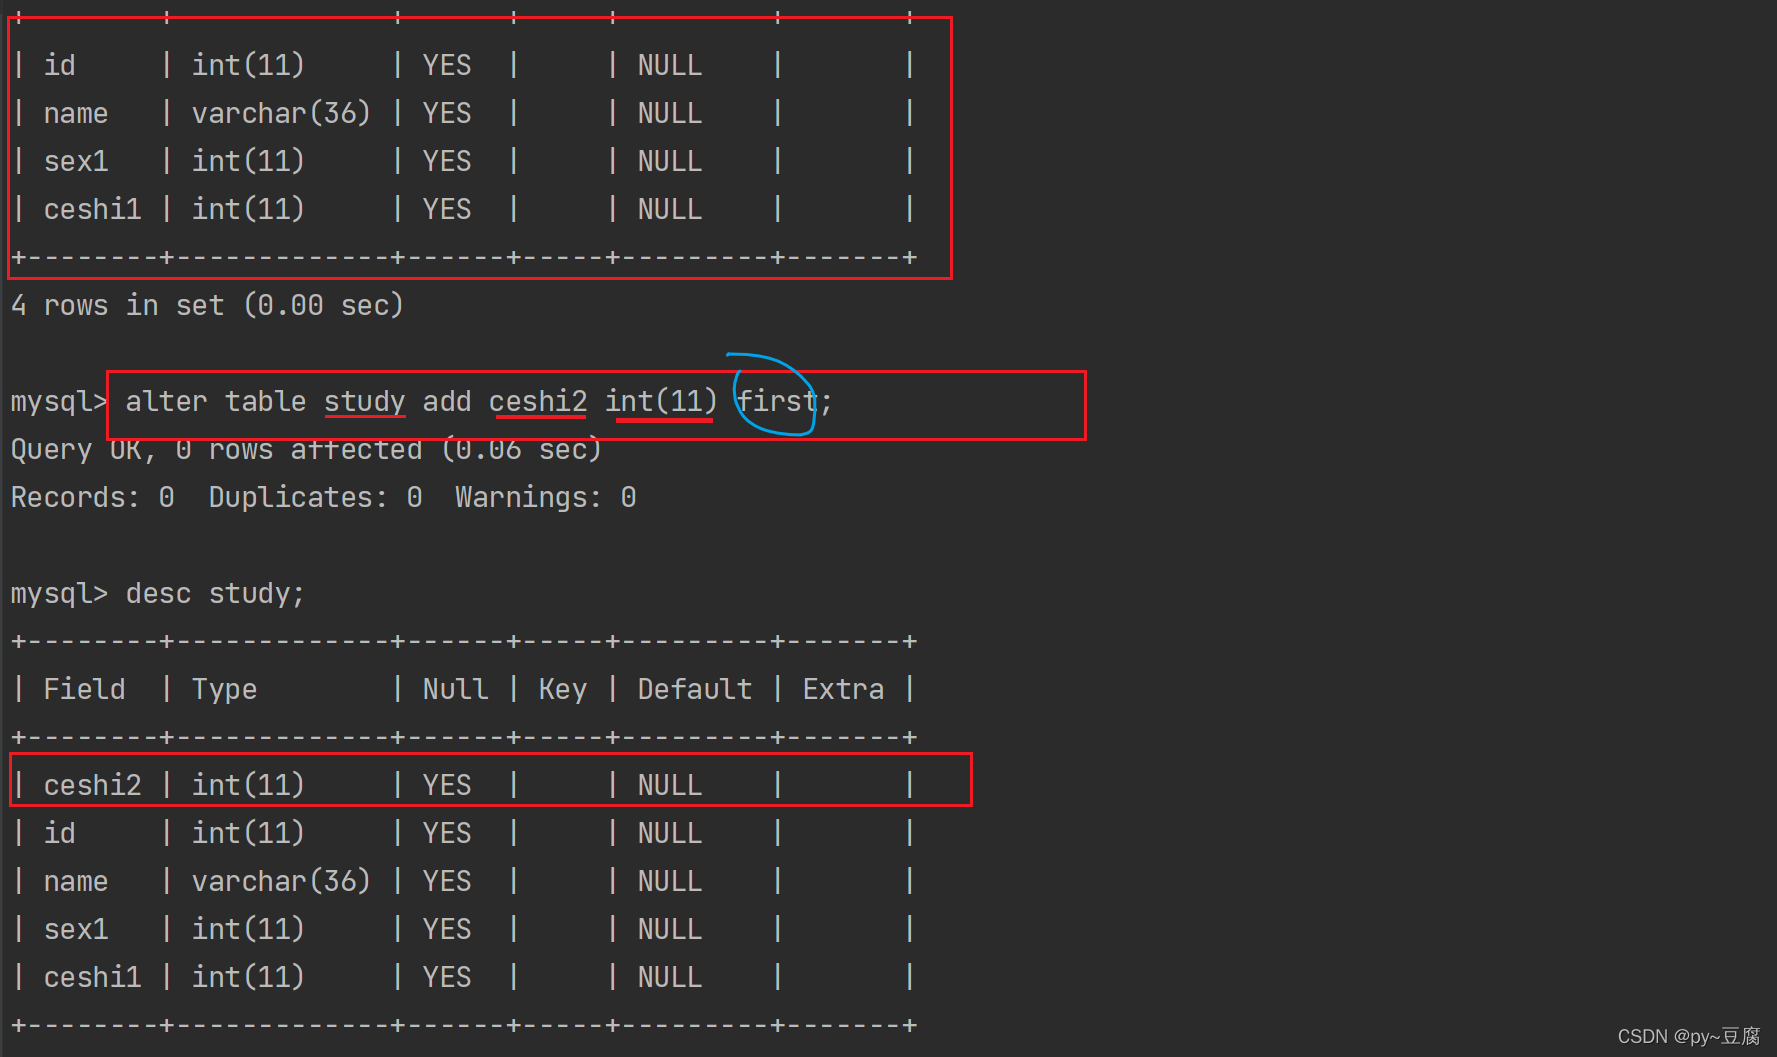 +--------+-------------+------+-----+---------+-------+
| id     | int(11)     | YES  |     | NULL    |       |
| name   | varchar(36) | YES  |     | NULL    |       |
| sex1   | int(11)     | YES  |     | NULL    |       |
| ceshi1 | int(11)     | YES  |     | NULL    |       |
+--------+-------------+------+-----+---------+-------+
4 rows in set (0.00 sec)
mysql> alter table study add ceshi2 int(11) first;
Query OK, 0 rows affected (0.06 sec)
Records: 0  Duplicates: 0  Warnings: 0
mysql> desc study;
+--------+-------------+------+-----+---------+-------+
| Field  | Type        | Null | Key | Default | Extra |
+--------+-------------+------+-----+---------+-------+
| ceshi2 | int(11)     | YES  |     | NULL    |       |
| id     | int(11)     | YES  |     | NULL    |       |
| name   | varchar(36) | YES  |     | NULL    |       |
| sex1   | int(11)     | YES  |     | NULL    |       |
| ceshi1 | int(11)     | YES  |     | NULL    |       |
+--------+-------------+------+-----+---------+-------+
CSDN @py~豆腐